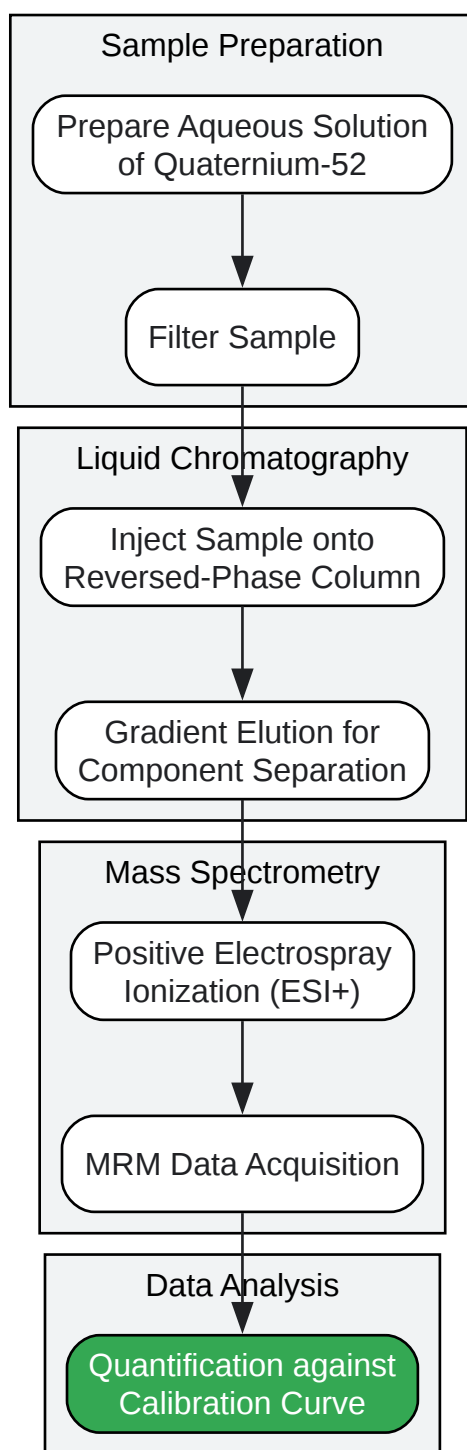 Sample Preparation
Prepare Aqueous Solution
of Quaternium-52
Filter Sample
Liquid Chromatography
Inject Sample onto
Reversed-Phase Column
Gradient Elution for
Component Separation
Mass Spectrometry
Positive Electrospray
Ionization (ESI+)
MRM Data Acquisition
Data Analysis
Quantification against
Calibration Curve